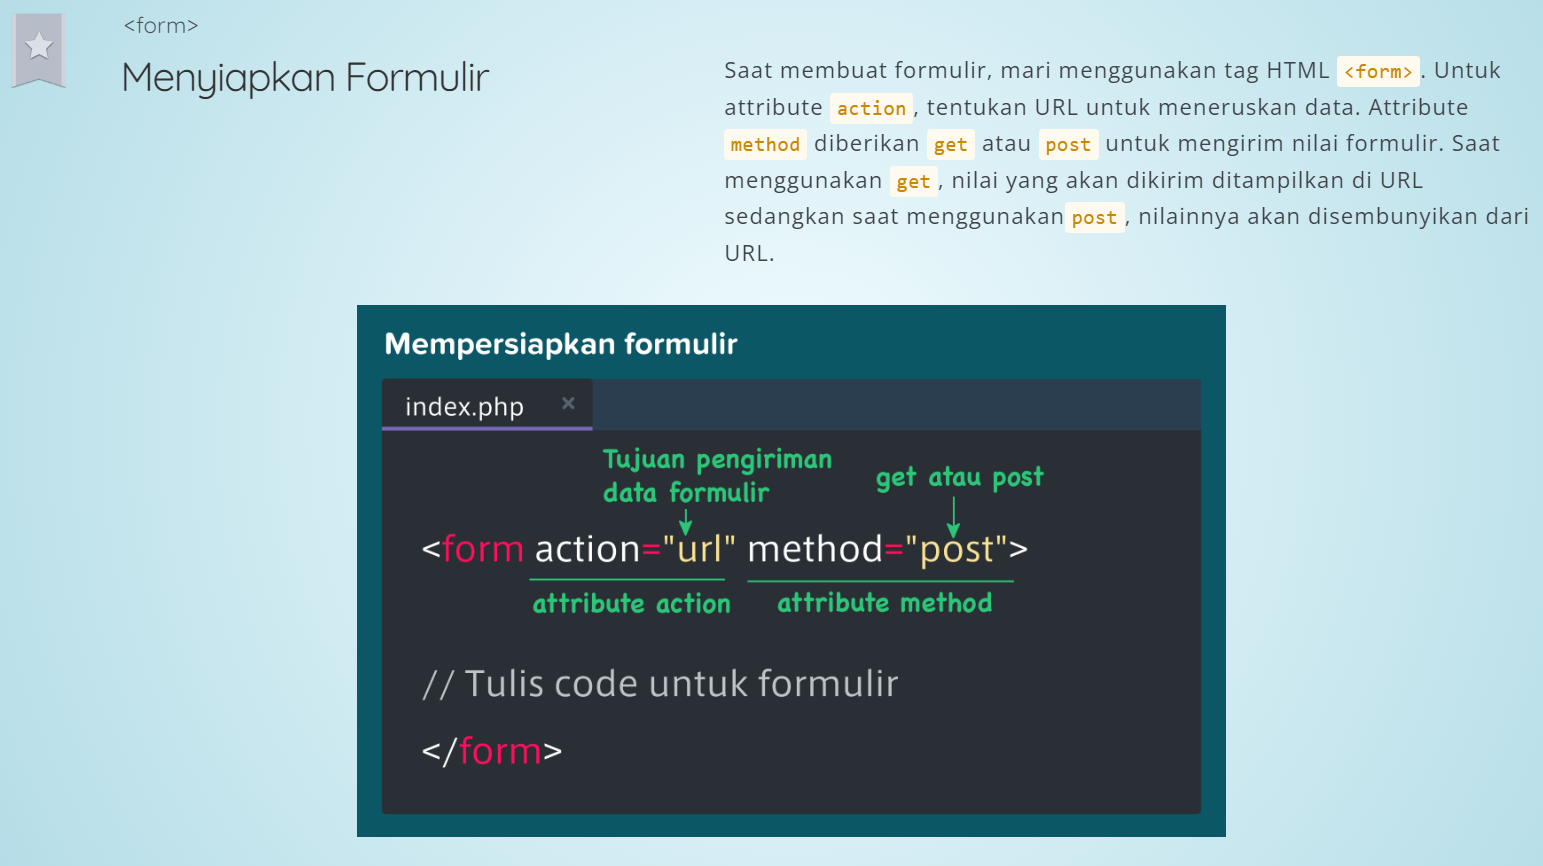 <form>
Menyiapkan Formulir
Saat membuat formulir, mari menggunakan tag HTML <form>. Untuk
attribute action, tentukan URL untuk meneruskan data. Attribute
method diberikan get atau post untuk mengirim nilai formulir. Saat
menggunakan get, nilai yang akan dikirim ditampilkan di URL
sedangkan saat menggunakan post, nilainnya akan disembunyikan dari
URL.
Mempersiapkan formulir
index.php ×
Tujuan pengiriman
data formulir
get atau post
<form action="url" method="post">
attribute action
attribute method
// Tulis code untuk formulir
</form>